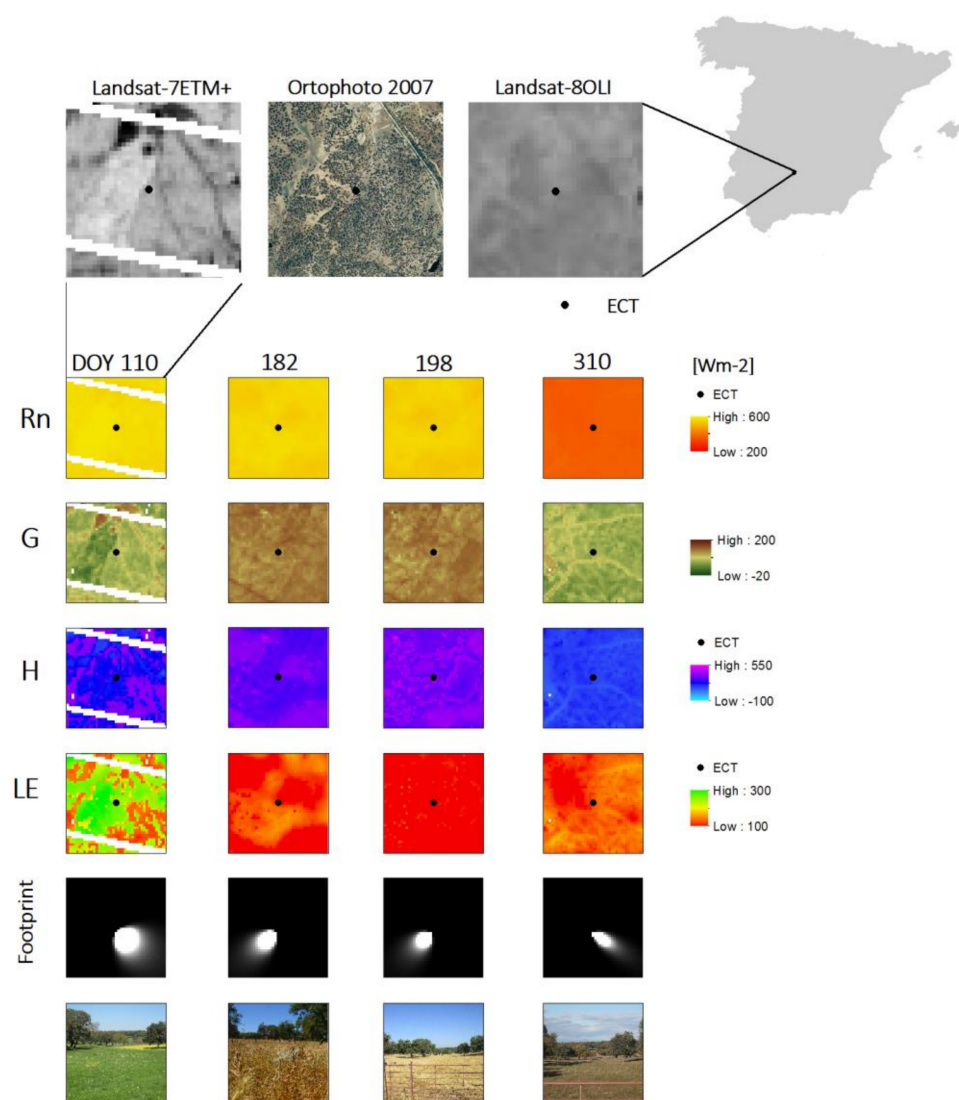 Landsat-7ETM+ Ortophoto 2007 Landsat-8OLI
ECT
DOY 110 182 198 310 [Wm-2]
Rn
ECT
High : 600
Low : 200
G
High : 200
Low : -20
H
ECT
High : 550
Low : -100
LE
ECT
High : 300
Low : 100
Footprint